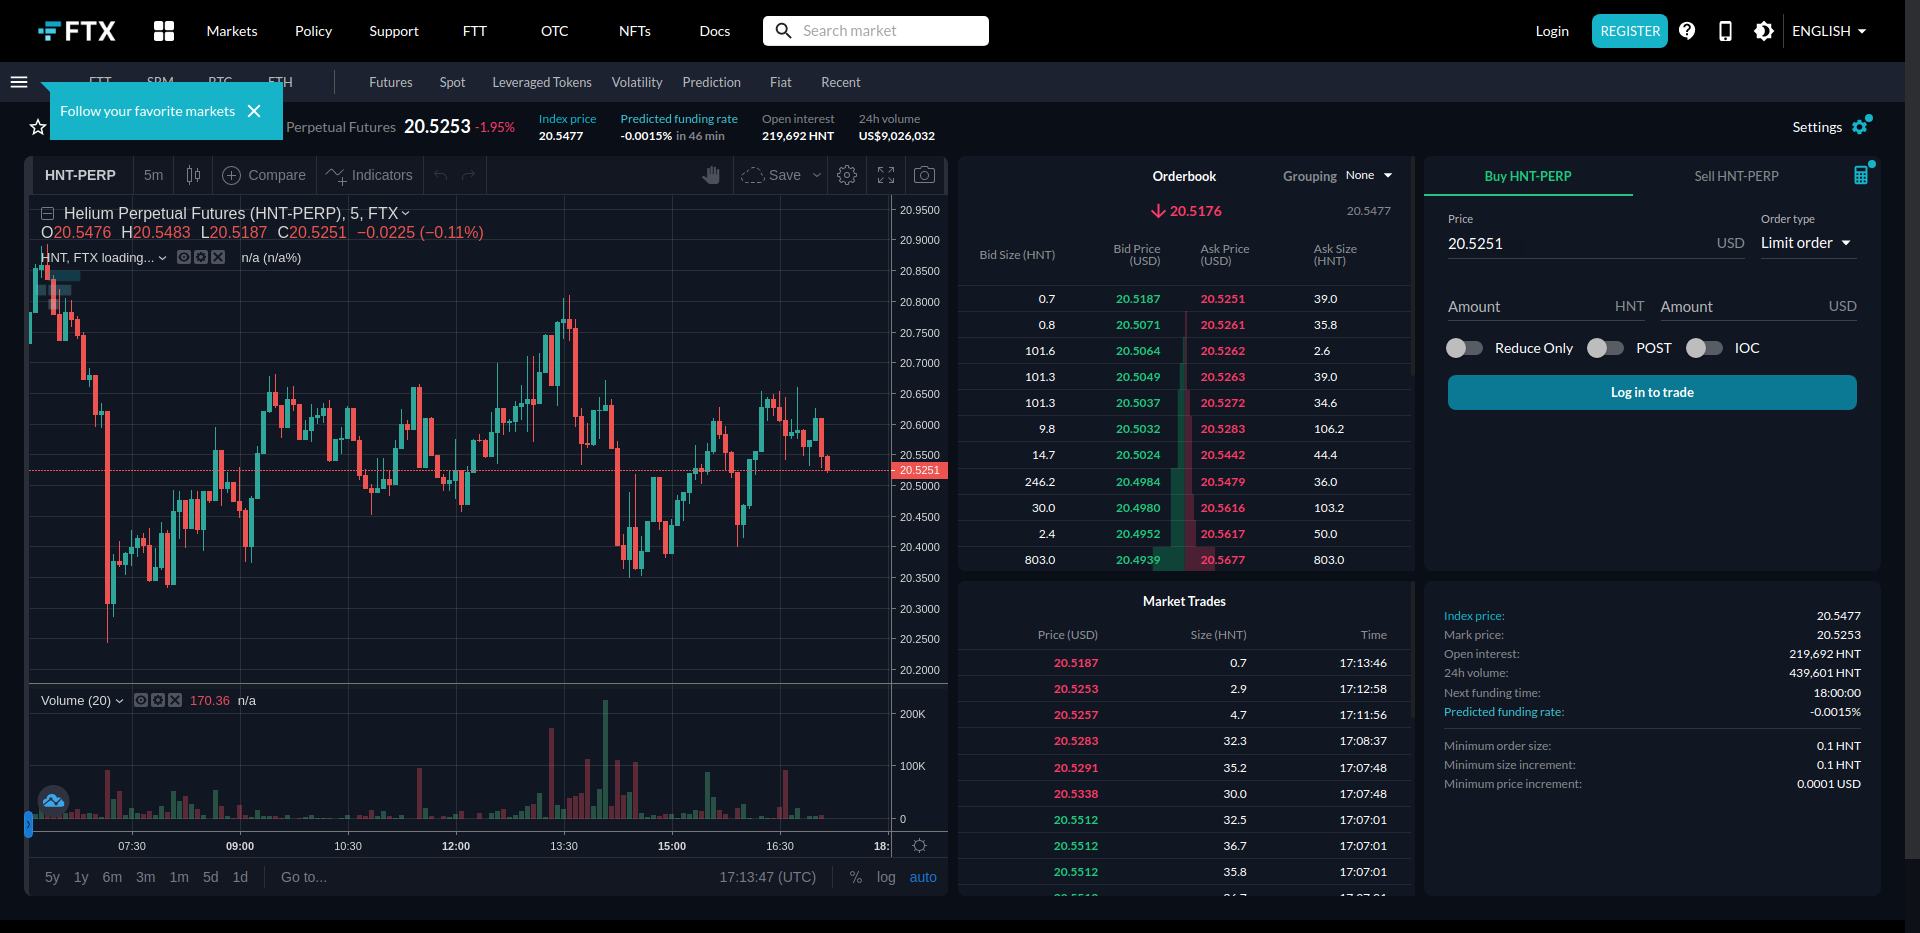 FTX
Markets Policy Support FTT OTC NFTs Docs
Search market
Login REGISTER ENGLISH
FTT SRM BTC ETH Futures Spot Leveraged Tokens Volatility Prediction Fiat Recent
Follow your favorite markets
Perpetual Futures 20.5253 -1.95%
Index price
20.5477
Predicted funding rate
-0.0015% in 46 min
Open interest
219,692 HNT
24h volume
US$9,026,032
Settings
HNT-PERP 5m Compare Indicators Save
Helium Perpetual Futures (HNT-PERP), 5, FTX
O20.5476 H20.5483 L20.5187 C20.5251 −0.0225 (−0.11%)
HNT, FTX loading... n/a (n/a%)
20.9500
20.9000
20.8500
20.8000
20.7500
20.7000
20.6500
20.6000
20.5500
20.5251
20.5000
20.4500
20.4000
20.3500
20.3000
20.2500
20.2000
Volume (20) 170.36 n/a
200K
100K
0
07:30 09:00 10:30 12:00 13:30 15:00 16:30 18:
5y 1y 6m 3m 1m 5d 1d Go to... 17:13:47 (UTC) % log auto
Orderbook Grouping None
20.5176 20.5477
Bid Size (HNT) Bid Price (USD) Ask Price (USD) Ask Size (HNT)
0.7 20.5187 20.5251 39.0
0.8 20.5071 20.5261 35.8
101.6 20.5064 20.5262 2.6
101.3 20.5049 20.5263 39.0
101.3 20.5037 20.5272 34.6
9.8 20.5032 20.5283 106.2
14.7 20.5024 20.5442 44.4
246.2 20.4984 20.5479 36.0
30.0 20.4980 20.5616 103.2
2.4 20.4952 20.5617 50.0
803.0 20.4939 20.5677 803.0
Market Trades
Price (USD) Size (HNT) Time
20.5187 0.7 17:13:46
20.5253 2.9 17:12:58
20.5257 4.7 17:11:56
20.5283 32.3 17:08:37
20.5291 35.2 17:07:48
20.5338 30.0 17:07:48
20.5512 32.5 17:07:01
20.5512 36.7 17:07:01
20.5512 35.8 17:07:01
Buy HNT-PERP Sell HNT-PERP
Price Order type
20.5251 USD Limit order
Amount HNT Amount USD
Reduce Only POST IOC
Log in to trade
Index price: 20.5477
Mark price: 20.5253
Open interest: 219,692 HNT
24h volume: 439,601 HNT
Next funding time: 18:00:00
Predicted funding rate: -0.0015%
Minimum order size: 0.1 HNT
Minimum size increment: 0.1 HNT
Minimum price increment: 0.0001 USD